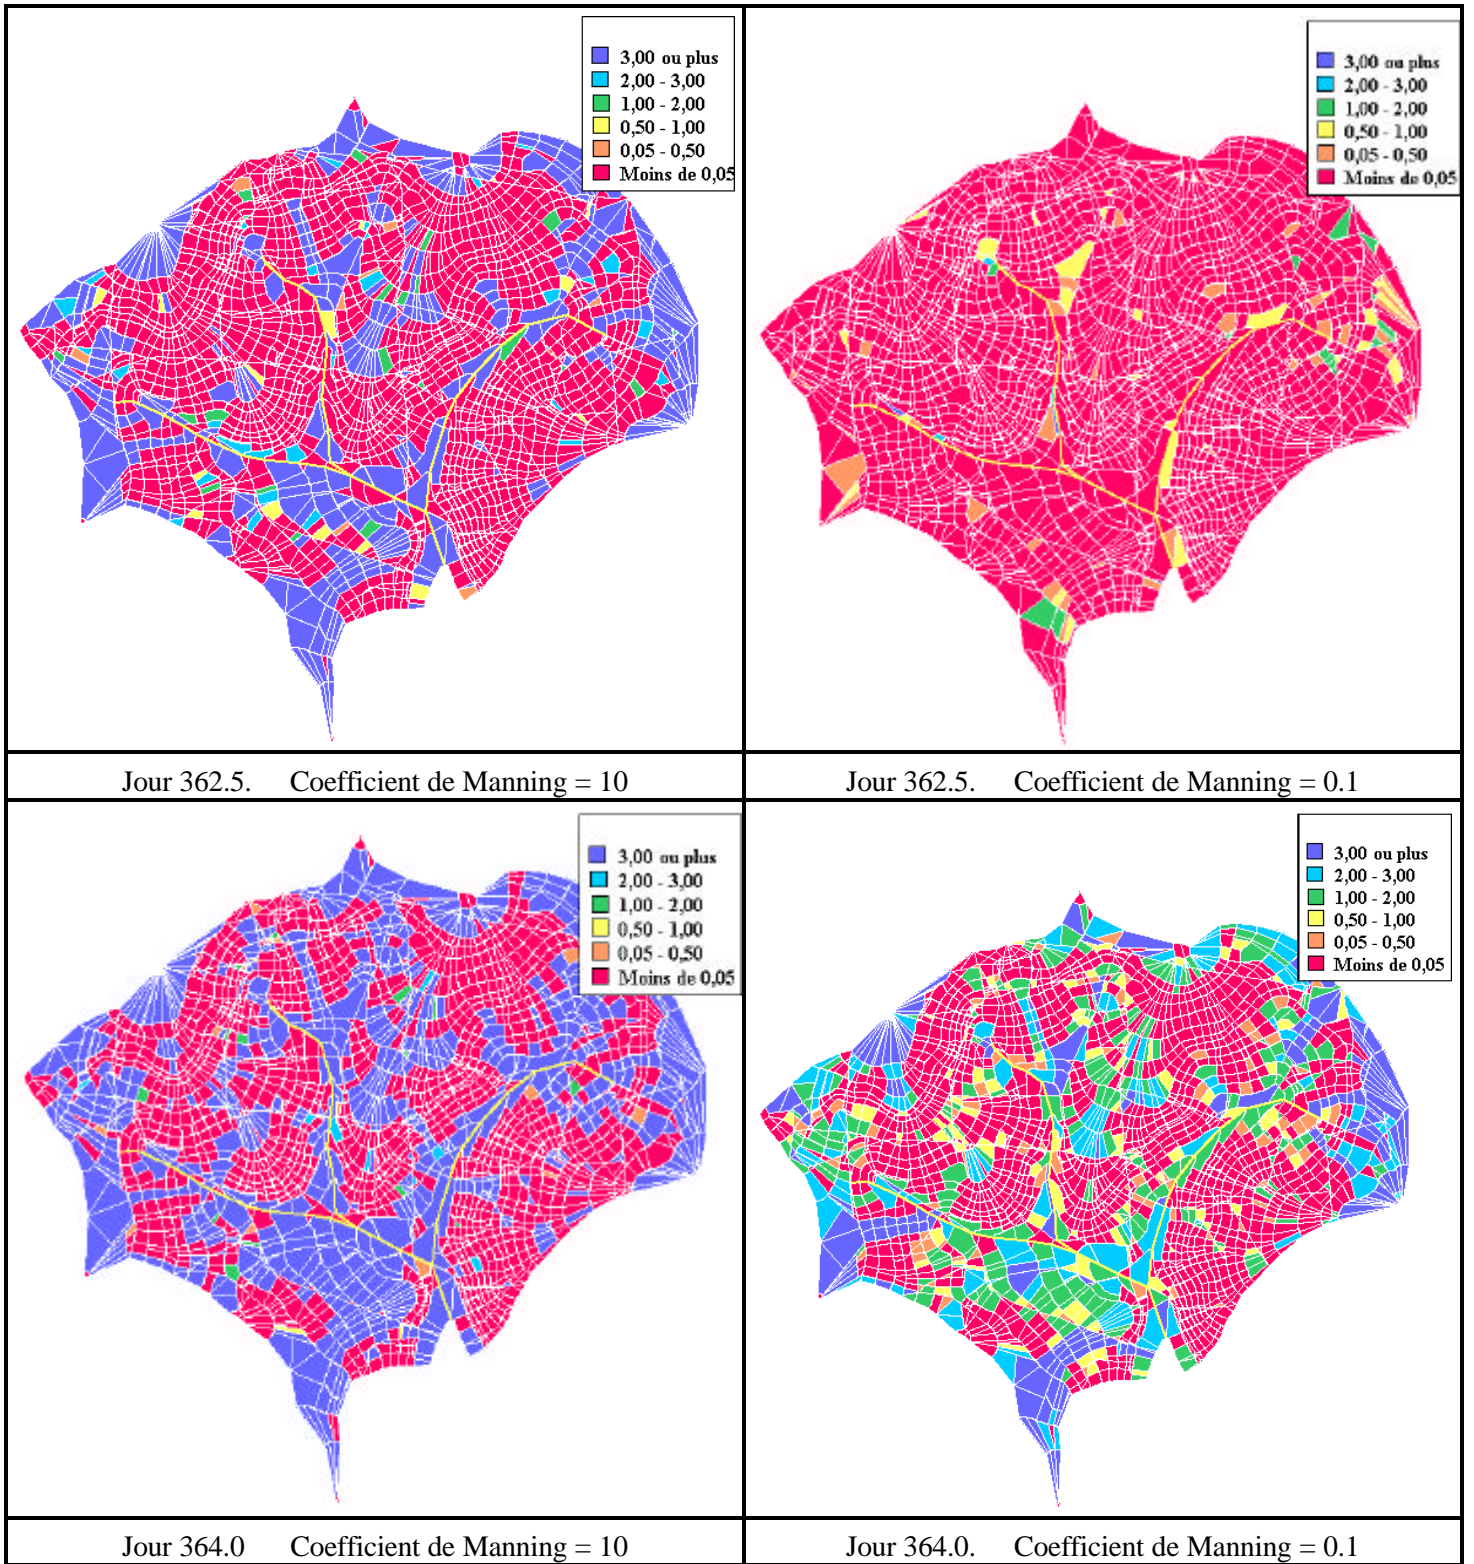 3,00 ou plus
2,00 - 3,00
1,00 - 2,00
0,50 - 1,00
0,05 - 0,50
Moins de 0,05
3,00 ou plus
2,00 - 3,00
1,00 - 2,00
0,50 - 1,00
0,05 - 0,50
Moins de 0,05
Jour 362.5. Coefficient de Manning = 10
Jour 362.5. Coefficient de Manning = 0.1
3,00 ou plus
2,00 - 3,00
1,00 - 2,00
0,50 - 1,00
0,05 - 0,50
Moins de 0,05
3,00 ou plus
2,00 - 3,00
1,00 - 2,00
0,50 - 1,00
0,05 - 0,50
Moins de 0,05
Jour 364.0 Coefficient de Manning = 10
Jour 364.0. Coefficient de Manning = 0.1